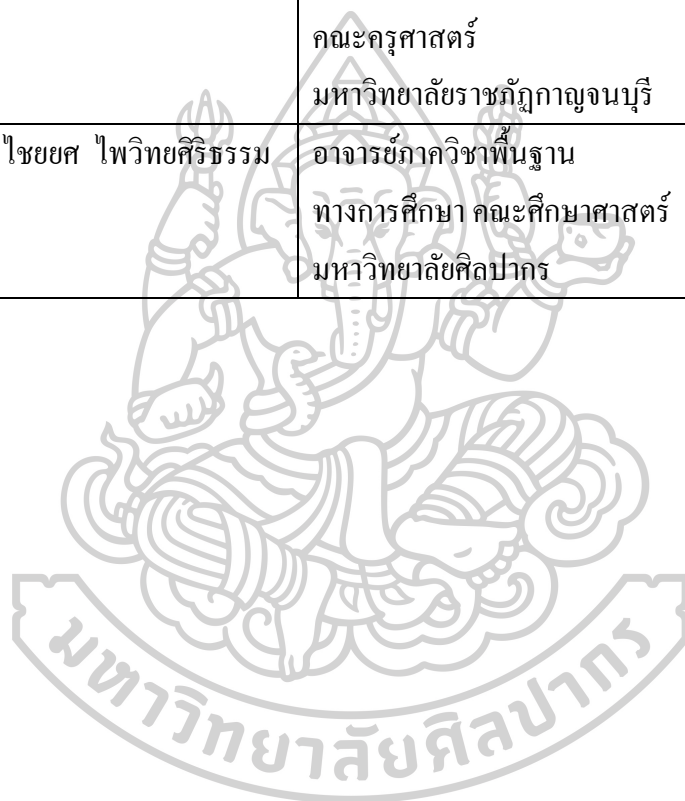 คณะครุศาสตร์
มหาวิทยาลัยราชภัฏกาญจนบุรี
ไชยยศ ไพวิทยศิริธรรม
อาจารย์ภาควิชาพื้นฐาน
ทางการศึกษา คณะศึกษาศาสตร์
มหาวิทยาลัยศิลปากร
มหาวิทยาลัยศิลปากร